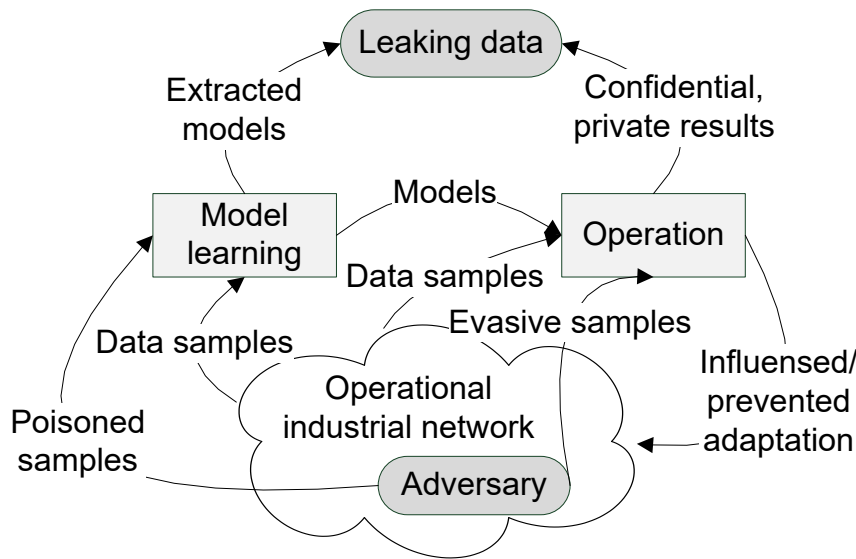 Leaking data
Extracted
models
Confidential,
private results
Models
Model
learning
Operation
Data samples
Data samples
Evasive samples
Operational
industrial network
Influensed/
prevented
adaptation
Poisoned
samples
Adversary